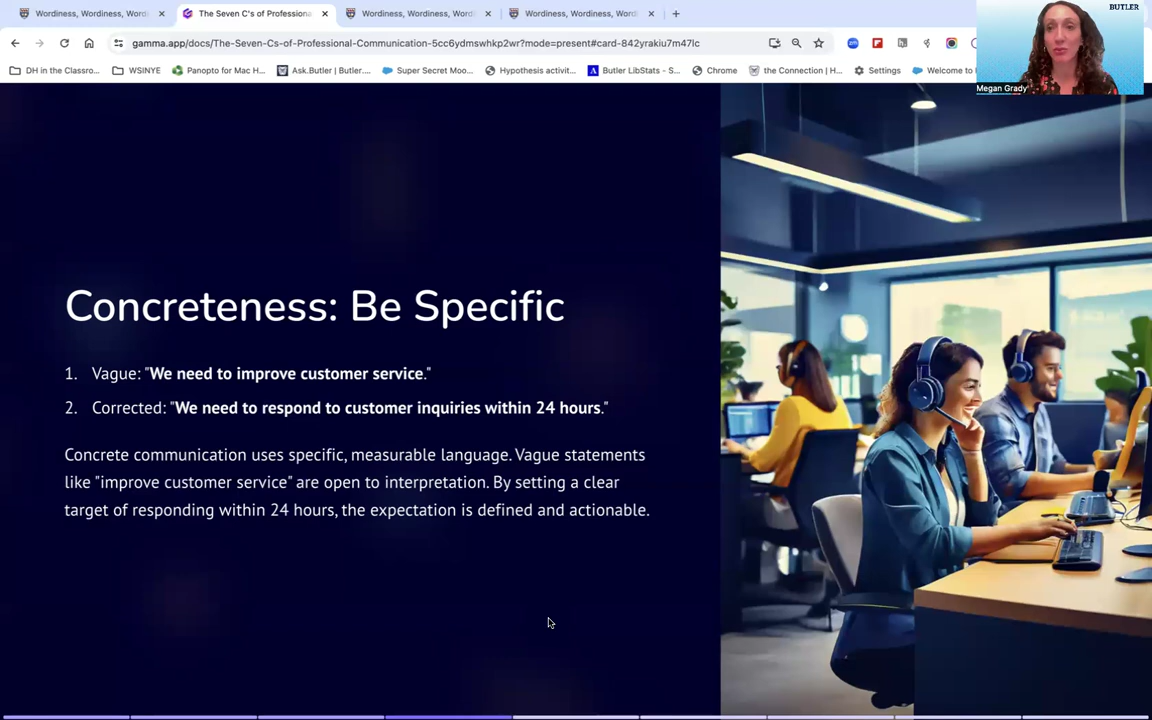 Wordiness, Wordiness, Word
The Seven C's of Professiona
Wordiness, Wordiness, Word
Wordiness, Wordiness, Word
BUTLER
gamma.app/docs/The-Seven-Cs-of-Professional-Communication-5cc6ydmswhkp2wr?mode=present#card-842yrakiu7m47lc
DH in the Classro...
WSINYE
Panopto for Mac H...
Ask.Butler | Butler....
Super Secret Moo...
Hypothesis activit...
Butler LibStats - S...
Chrome
the Connection | H...
Settings
Welcome to
Megan Grady
Concreteness: Be Specific
1. Vague: "We need to improve customer service."
2. Corrected: "We need to respond to customer inquiries within 24 hours."
Concrete communication uses specific, measurable language. Vague statements
like "improve customer service" are open to interpretation. By setting a clear
target of responding within 24 hours, the expectation is defined and actionable.